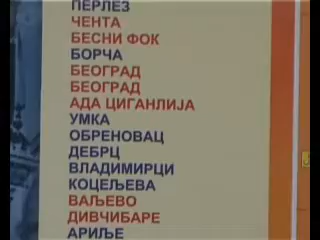 ПЕРЛЕЗ
ЧЕНТА
БЕСНИ ФОК
БОРЧА
БЕОГРАД
БЕОГРАД
АДА ЦИГАНЛИЈА
УМКА
ОБРЕНОВАЦ
ДЕБРЦ
ВЛАДИМИРЦИ
КОЦЕЉЕВА
ВАЉЕВО
ДИВЧИБАРЕ
АРИЉЕ